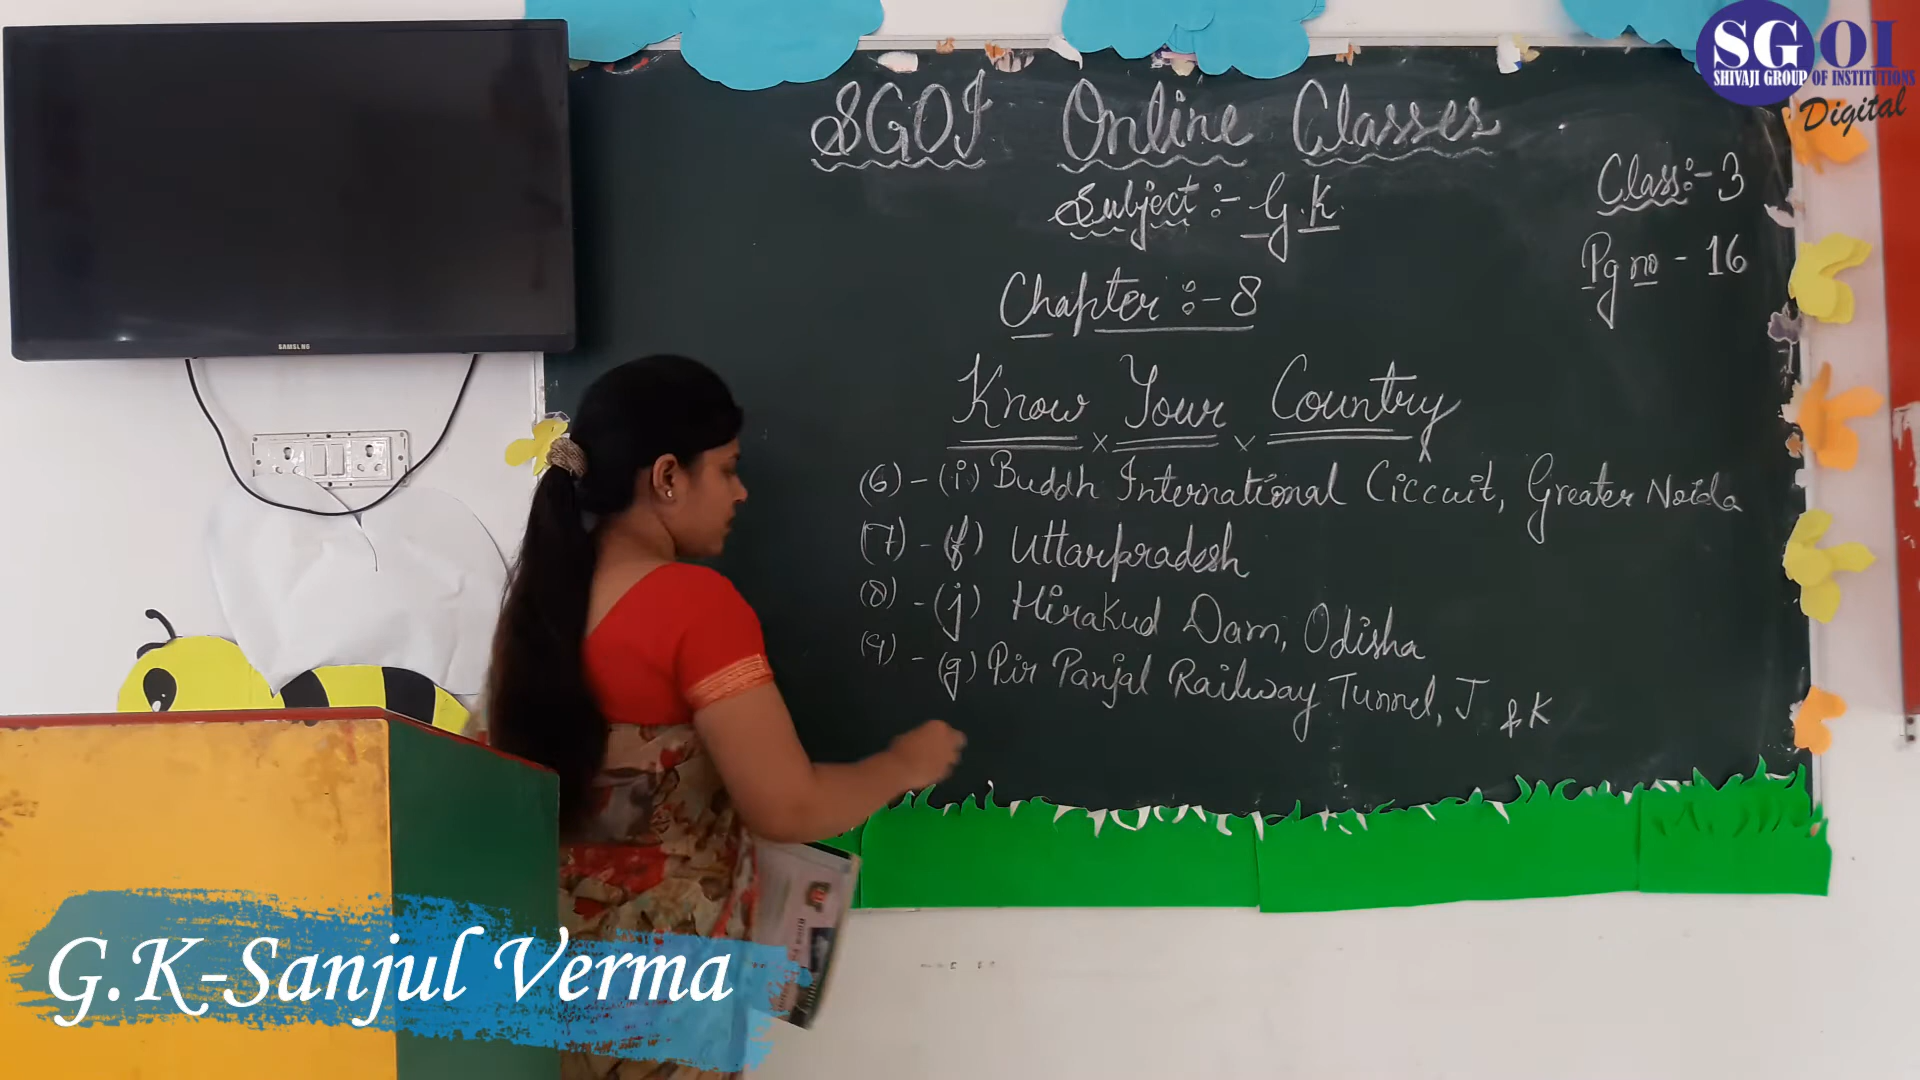 SGOI
SHIVAJI GROUP OF INSTITUTIONS
Digital
SGOI Online Classes
Subject :- G.K.
Class:- 3
Pg no - 16
Chapter :- 8
Know Your Country
(6) - (i) Buddh International Ciccuit, Greater Noida
(7) - (f) Uttarpradesh
(8) - (j) Hirakud Dam, Odisha
(9) - (g) Pir Panjal Railway Tunnel, J & K
SAMSUNG
G.K-Sanjul Verma